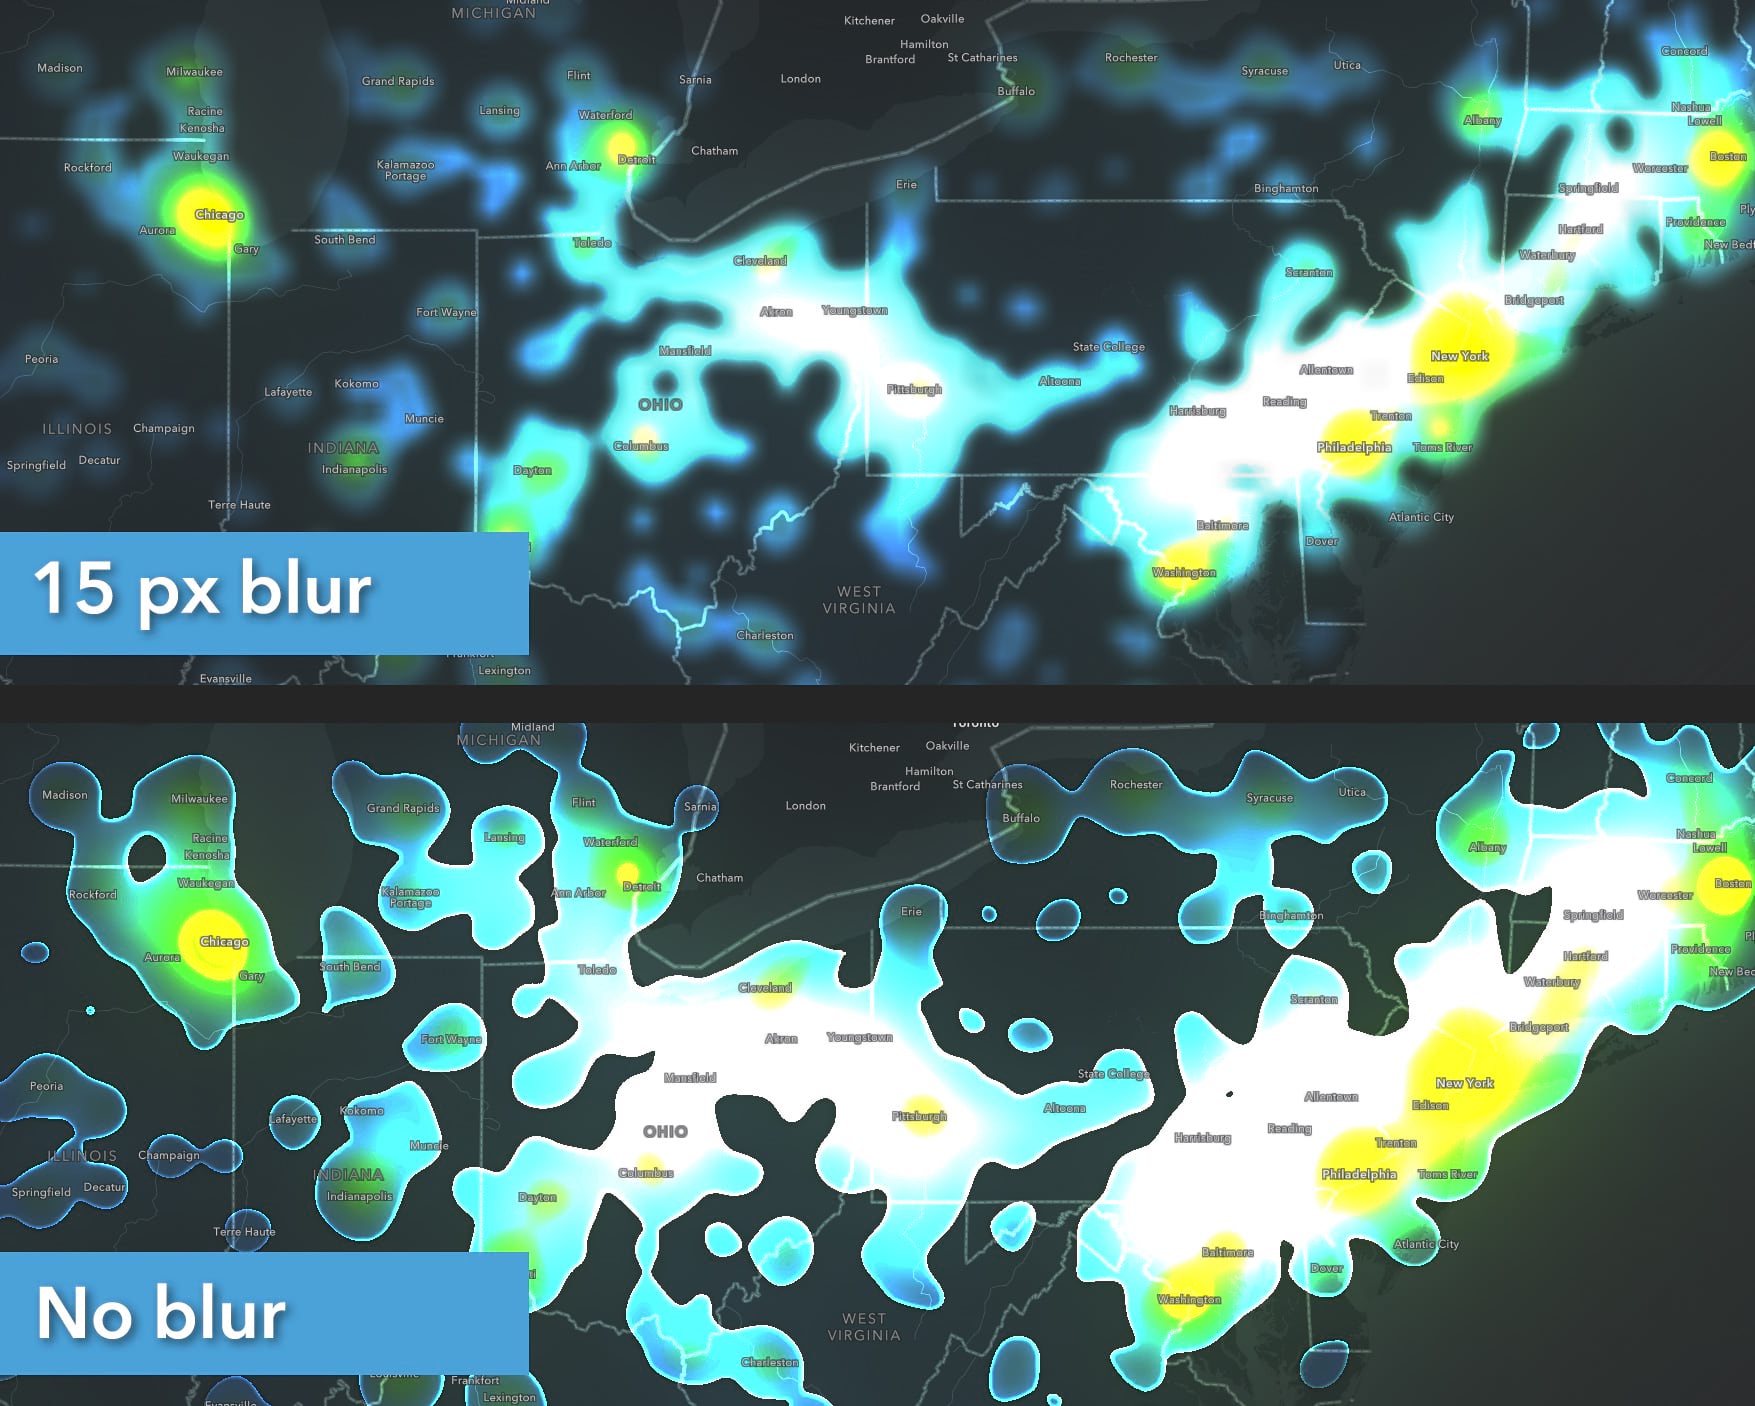 Midland
MICHIGAN
Kitchener
Oakville
Hamilton
Brantford
St Catharines
Madison
Milwaukee
Grand Rapids
Flint
Sarnia
London
Buffalo
Rochester
Syracuse
Utica
Concord
Racine
Kenosha
Lansing
Waterford
Albany
Nashua
Lowell
Rockford
Waukegan
Kalamazoo
Portage
Ann Arbor
Detroit
Chatham
Erie
Binghamton
Springfield
Worcester
Boston
Chicago
Aurora
Gary
South Bend
Toledo
Cleveland
Scranton
Hartford
Waterbury
Providence
New Bedf
Ply
Fort Wayne
Akron
Youngstown
Bridgeport
Peoria
Mansfield
State College
New York
Lafayette
Kokomo
Muncie
OHIO
Pittsburgh
Altoona
Allentown
Edison
Harrisburg
Reading
Trenton
ILLINOIS
Champaign
INDIANA
Indianapolis
Columbus
Philadelphia
Toms River
Springfield
Decatur
Dayton
Terre Haute
Baltimore
Dover
Atlantic City
Washington
15 px blur
WEST
VIRGINIA
Charleston
Frankfort
Lexington
Evansville
Toronto
Midland
MICHIGAN
Kitchener
Oakville
Hamilton
Brantford
St Catharines
Madison
Milwaukee
Grand Rapids
Flint
Sarnia
London
Buffalo
Rochester
Syracuse
Utica
Concord
Racine
Kenosha
Lansing
Waterford
Albany
Nashua
Lowell
Rockford
Waukegan
Kalamazoo
Portage
Ann Arbor
Detroit
Chatham
Erie
Binghamton
Springfield
Worcester
Boston
Chicago
Aurora
Gary
South Bend
Toledo
Cleveland
Scranton
Hartford
Waterbury
Providence
New Bec
Pl
Fort Wayne
Akron
Youngstown
Bridgeport
Peoria
Mansfield
State College
New York
Lafayette
Kokomo
Muncie
OHIO
Pittsburgh
Altoona
Allentown
Edison
Harrisburg
Reading
Trenton
ILLINOIS
Champaign
INDIANA
Indianapolis
Columbus
Philadelphia
Toms River
Springfield
Decatur
Dayton
Terre Haute
Baltimore
Dover
Atlantic City
Washington
ti
No blur
WEST
VIRGINIA
Charleston
Louisville
Frankfort
Lexington
Evansville